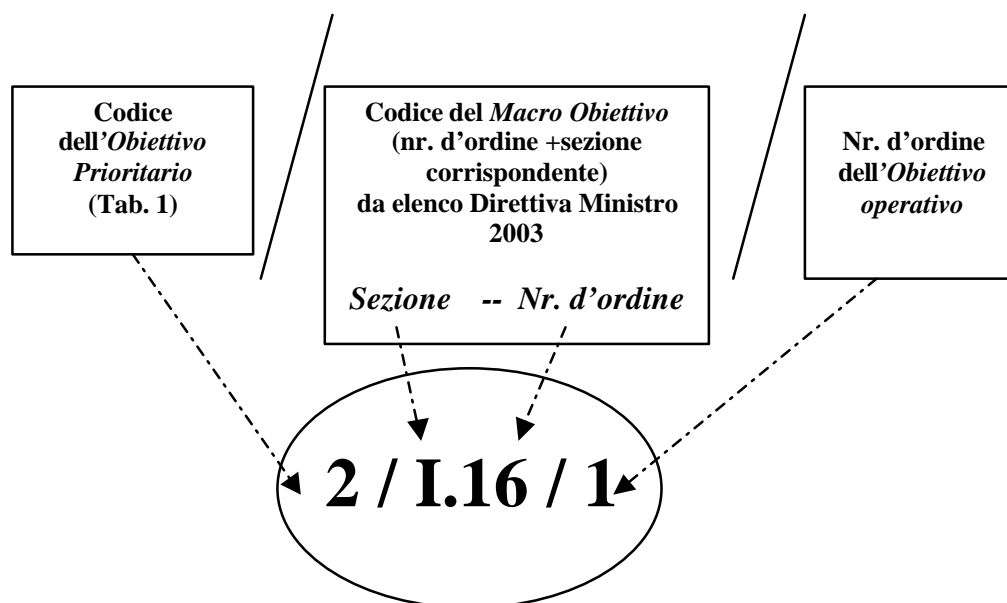 Codice
dell'Obiettivo
Prioritario
(Tab. 1)
Codice del Macro Obiettivo
(nr. d'ordine +sezione
corrispondente)
da elenco Direttiva Ministro
2003
Sezione -- Nr. d'ordine
Nr. d'ordine
dell'Obiettivo
operativo
2 / I.16 / 1